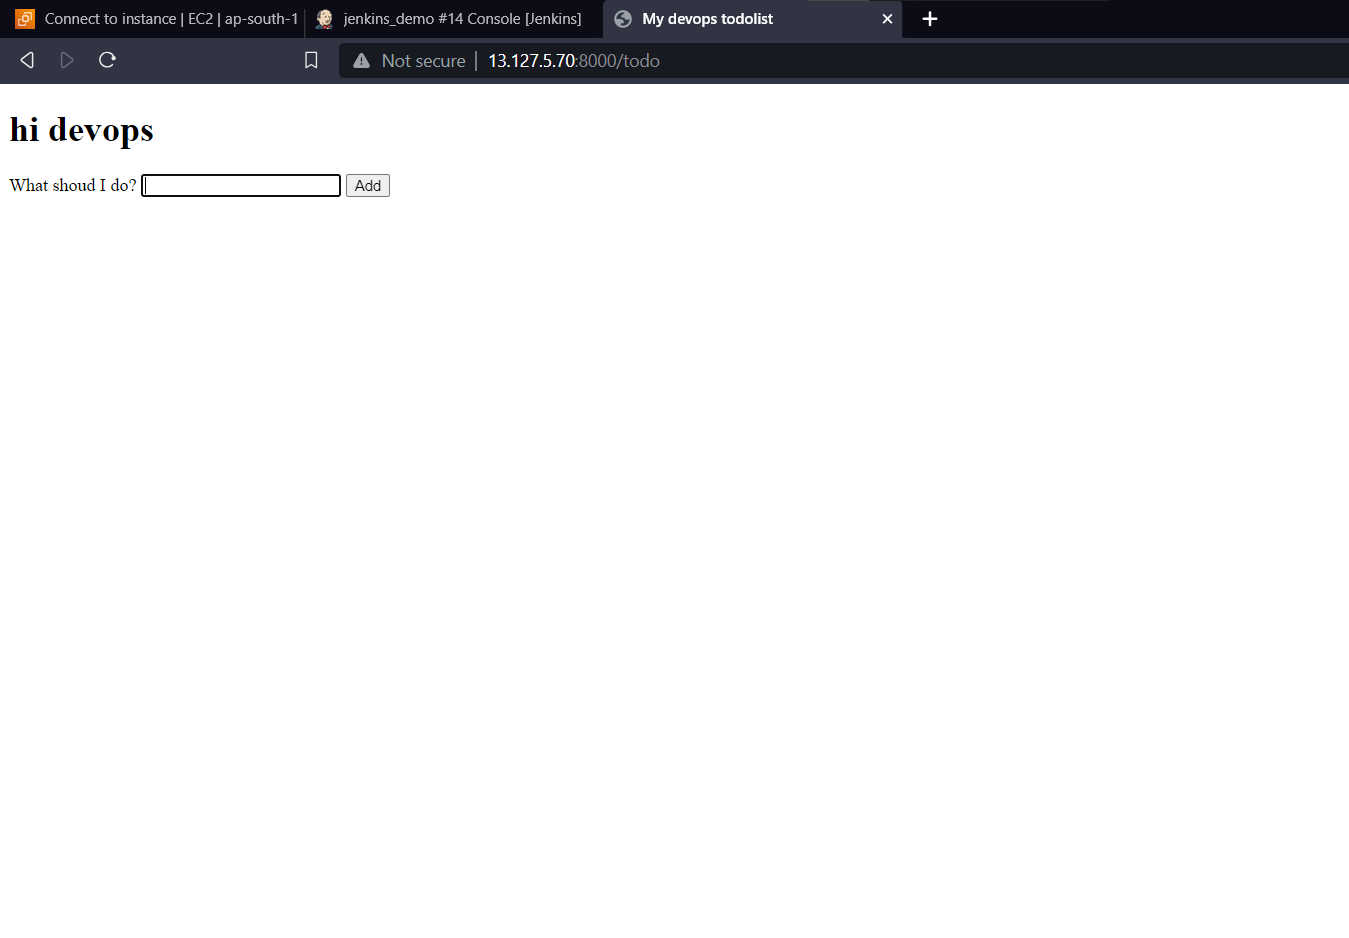 Connect to instance | EC2 | ap-south-1
jenkins_demo #14 Console [Jenkins]
My devops todolist
Not secure | 13.127.5.70:8000/todo
hi devops
What shoud I do? Add